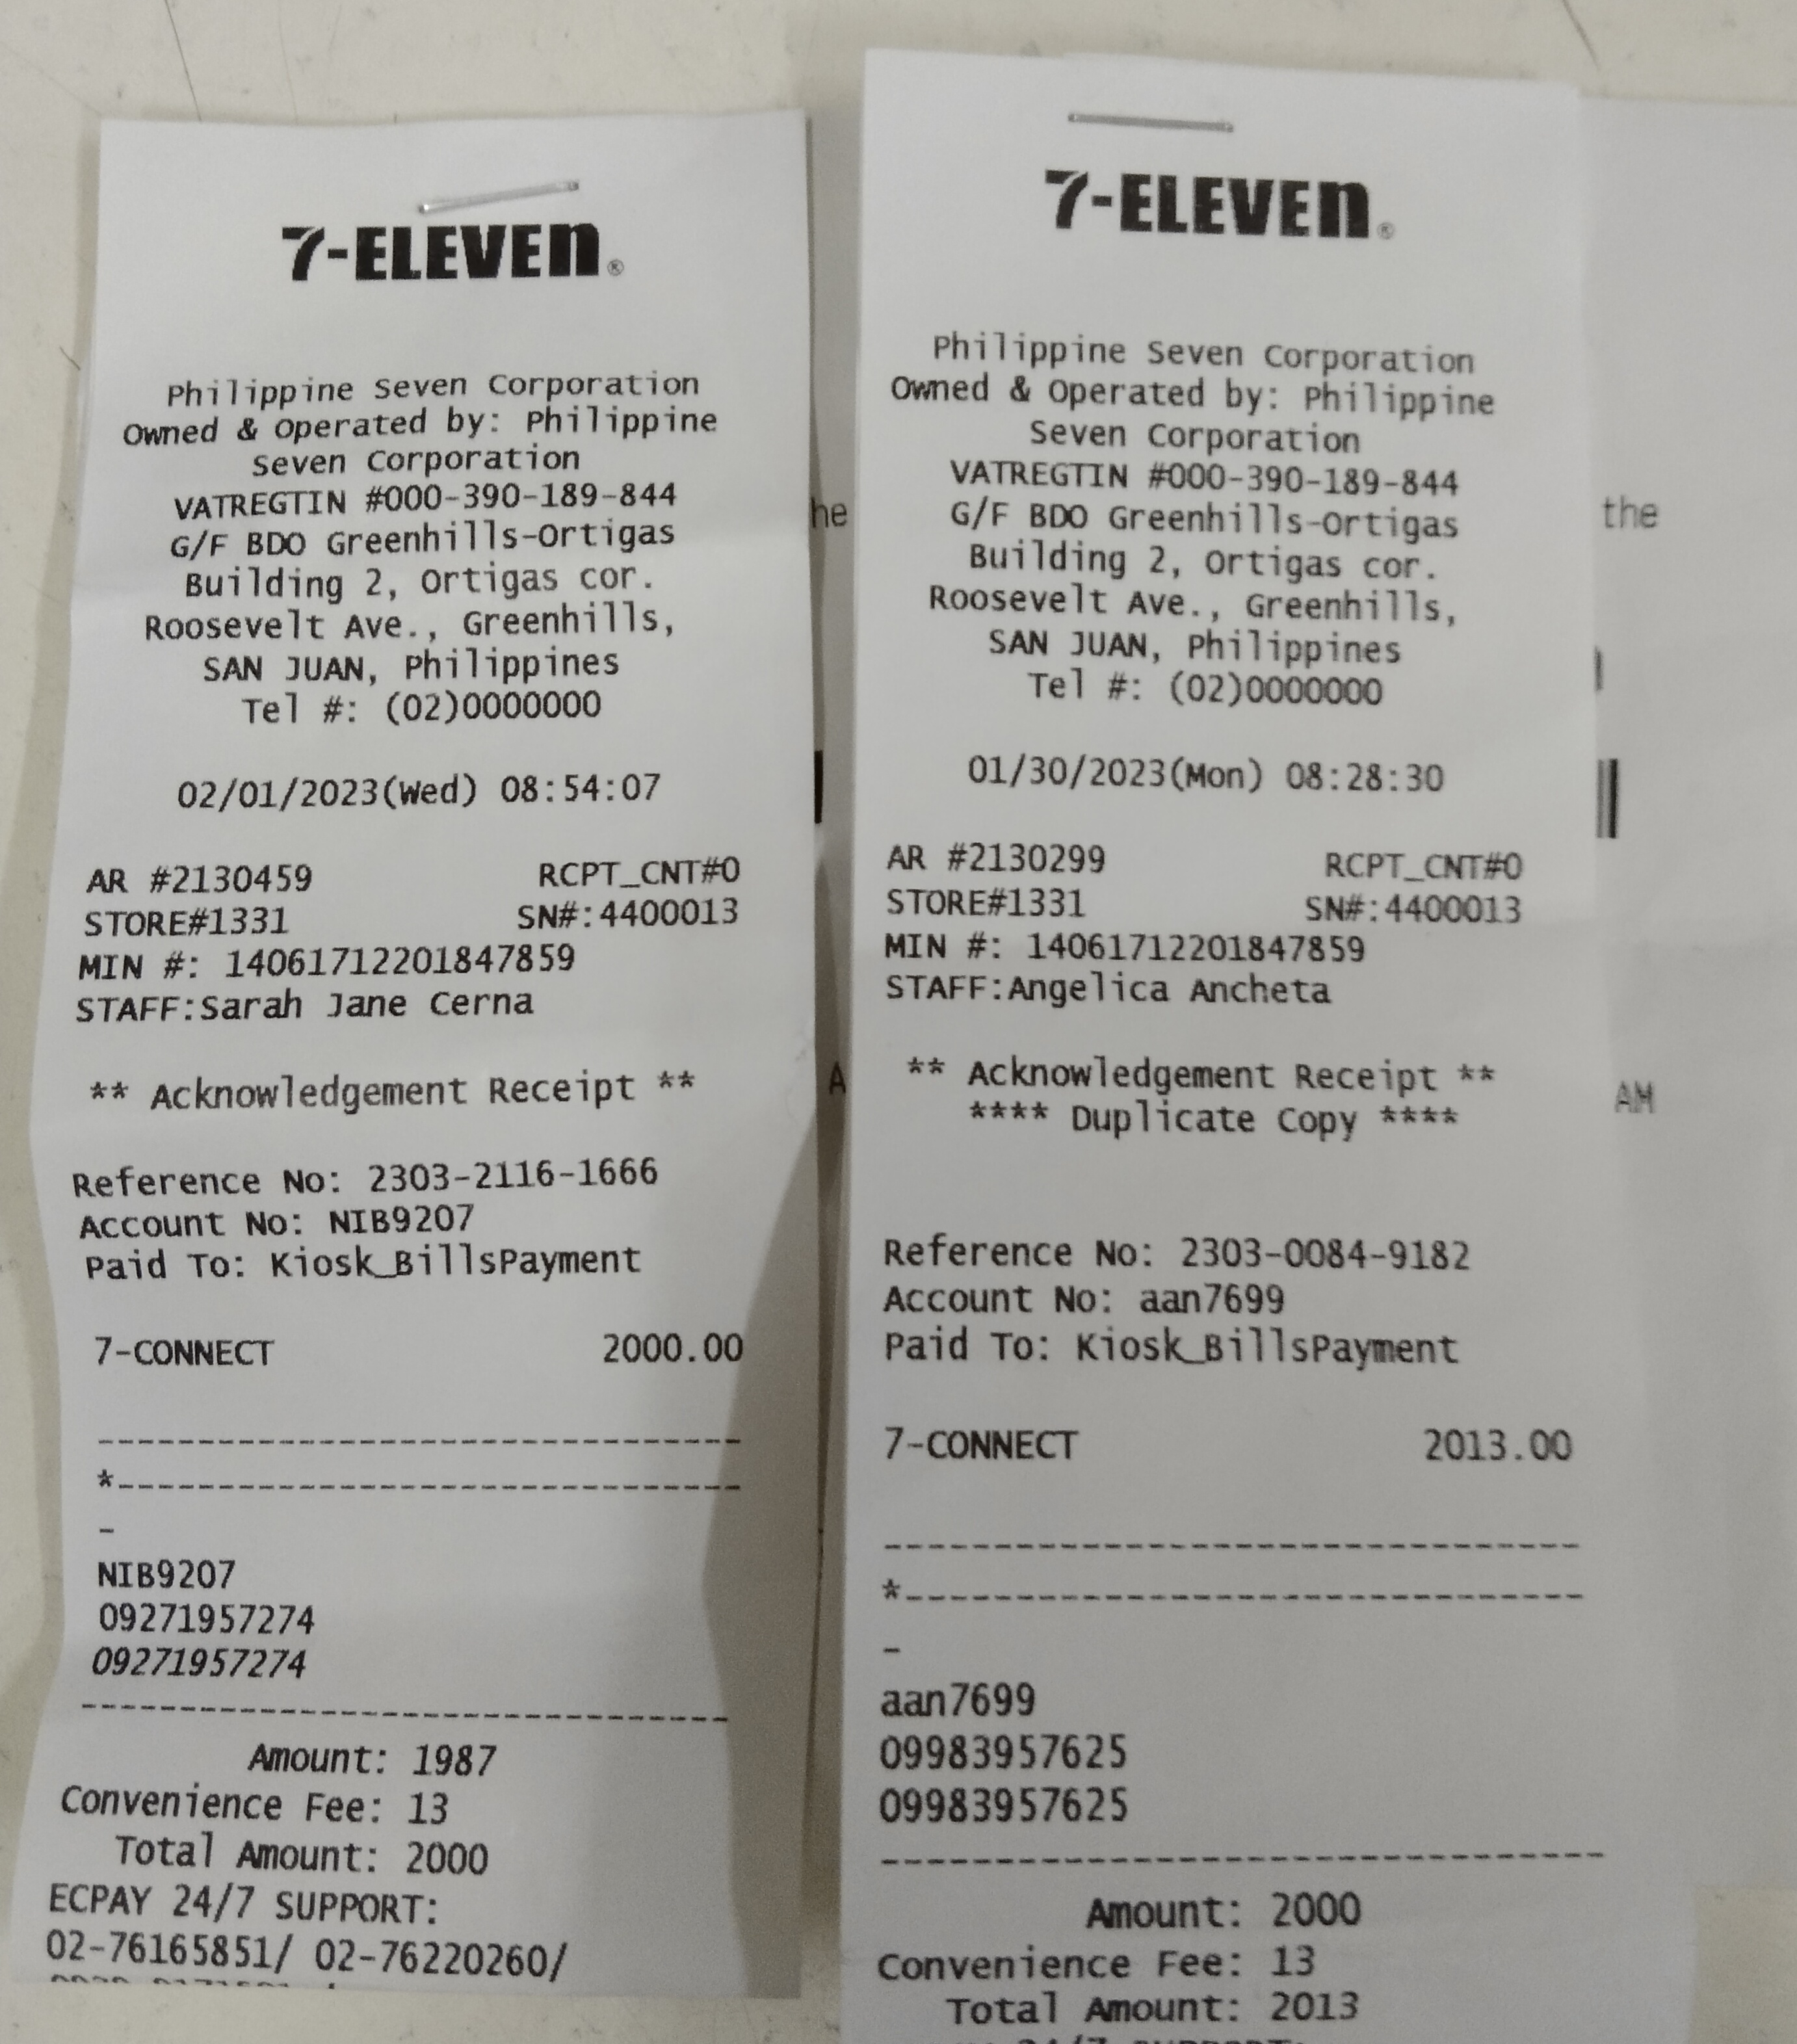 7-ELEVEn®
Philippine Seven Corporation
Owned & Operated by: Philippine
Seven Corporation
VATREGTIN #000-390-189-844
G/F BDO Greenhills-Ortigas
Building 2, Ortigas cor.
Roosevelt Ave., Greenhills,
SAN JUAN, Philippines
Tel #: (02)0000000
02/01/2023(Wed) 08:54:07
AR #2130459 RCPT_CNT#0
STORE#1331 SN#:4400013
MIN #: 14061712201847859
STAFF:Sarah Jane Cerna
** Acknowledgement Receipt **
Reference No: 2303-2116-1666
Account No: NIB9207
Paid To: Kiosk_BillsPayment
7-CONNECT 2000.00
--------------------------------
*-------------------------------
-
NIB9207
09271957274
09271957274
--------------------------------
Amount: 1987
Convenience Fee: 13
Total Amount: 2000
ECPAY 24/7 SUPPORT:
02-76165851/ 02-76220260/
he
A
7-ELEVEn®
Philippine Seven Corporation
Owned & Operated by: Philippine
Seven Corporation
VATREGTIN #000-390-189-844
G/F BDO Greenhills-Ortigas
Building 2, Ortigas cor.
Roosevelt Ave., Greenhills,
SAN JUAN, Philippines
Tel #: (02)0000000
01/30/2023(Mon) 08:28:30
AR #2130299 RCPT_CNT#0
STORE#1331 SN#:4400013
MIN #: 14061712201847859
STAFF:Angelica Ancheta
** Acknowledgement Receipt **
**** Duplicate Copy ****
Reference No: 2303-0084-9182
Account No: aan7699
Paid To: Kiosk_BillsPayment
7-CONNECT 2013.00
--------------------------------
*-------------------------------
-
aan7699
09983957625
09983957625
--------------------------------
Amount: 2000
Convenience Fee: 13
Total Amount: 2013
the
AM